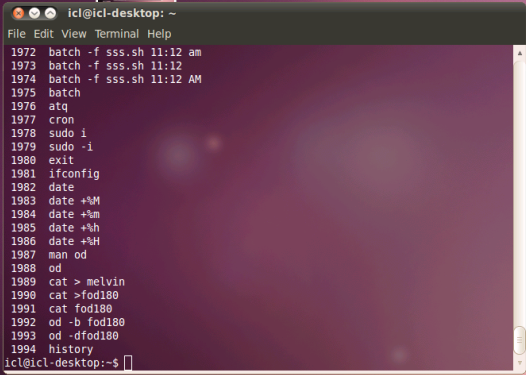 icl@icl-desktop: ~
File Edit View Terminal Help
1972 batch -f sss.sh 11:12 am
1973 batch -f sss.sh 11:12
1974 batch -f sss.sh 11:12 AM
1975 batch
1976 atq
1977 cron
1978 sudo i
1979 sudo -i
1980 exit
1981 ifconfig
1982 date
1983 date +%M
1984 date +%m
1985 date +%h
1986 date +%H
1987 man od
1988 od
1989 cat > melvin
1990 cat >fod180
1991 cat fod180
1992 od -b fod180
1993 od -dfod180
1994 history
icl@icl-desktop:~$